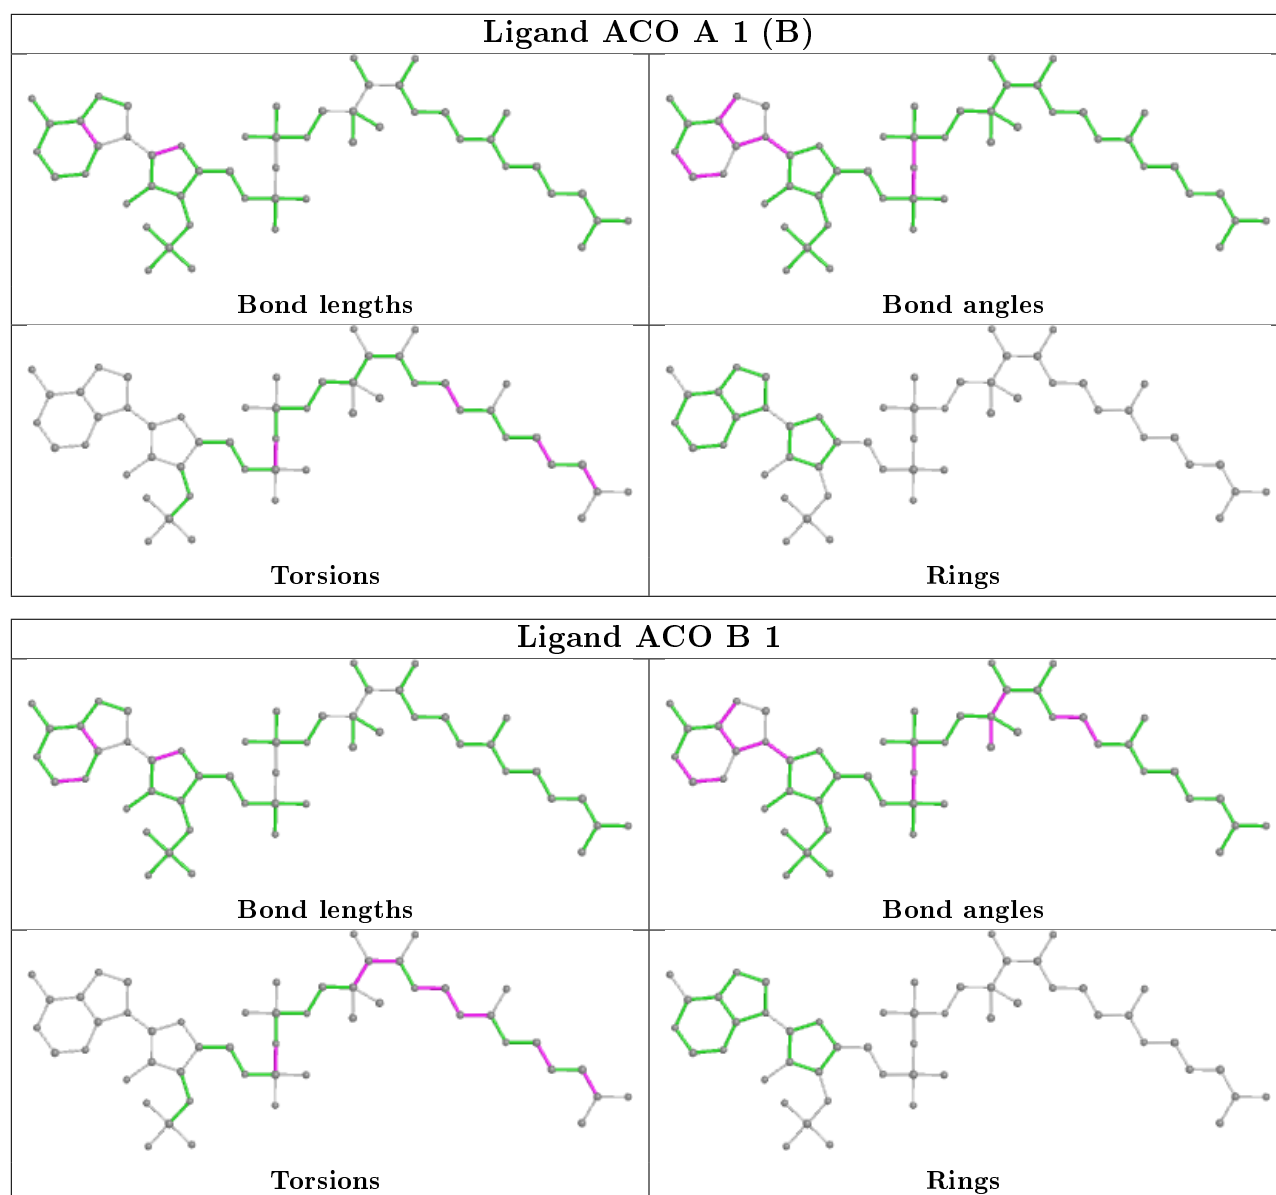 Ligand ACO A 1 (B)
Bond lengths
Bond angles
Torsions
Rings
Ligand ACO B 1
Bond lengths
Bond angles
Torsions
Rings